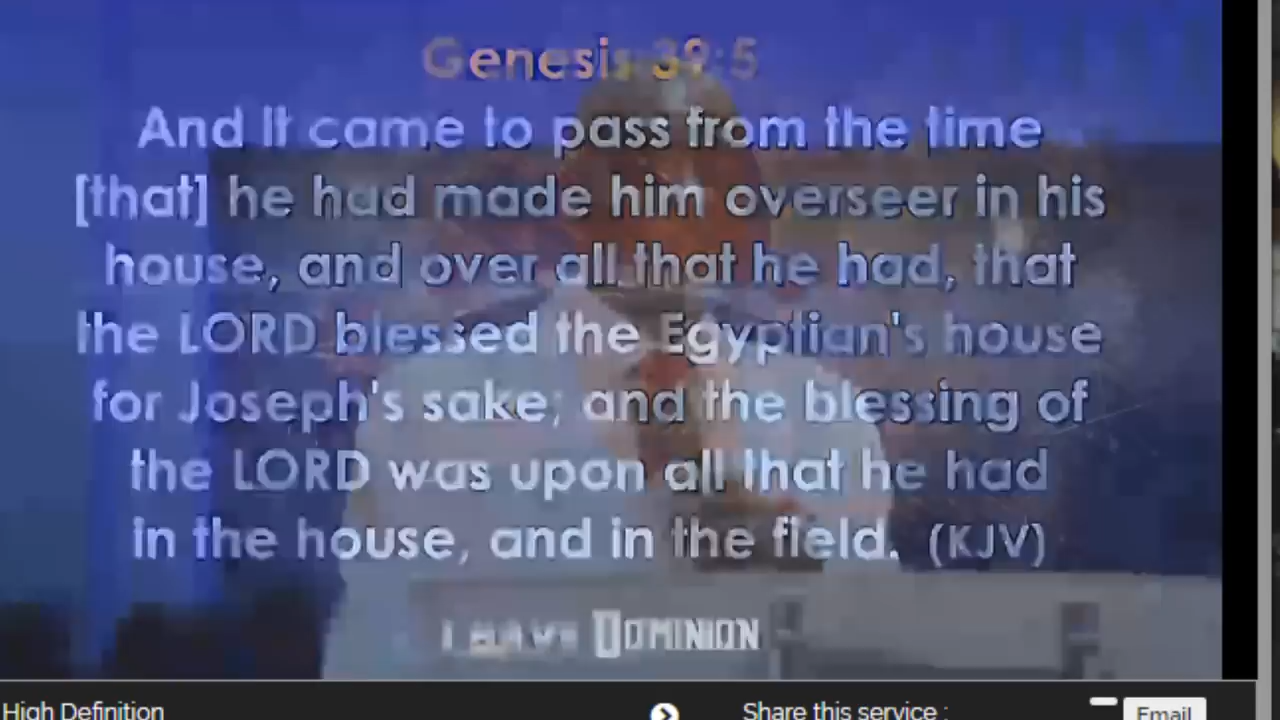 Genesis 39:5
And it came to pass from the time
[that] he had made him overseer in his
house, and over all that he had, that
the LORD blessed the Egyptian's house
for Joseph's sake; and the blessing of
the LORD was upon all that he had
in the house, and in the field. (KJV)
I HAVE DOMINION
High Definition
Share this service :
Email